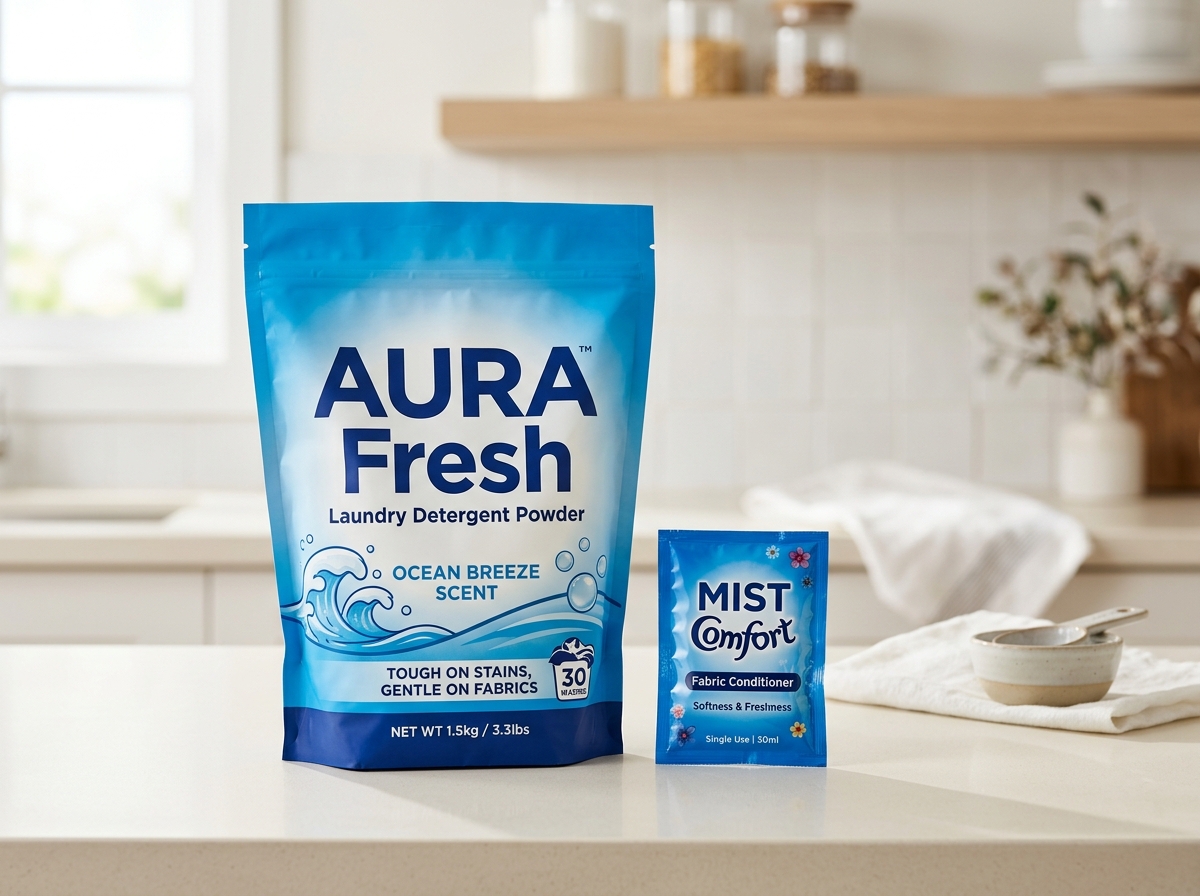 AURA™
Fresh
Laundry Detergent Powder
OCEAN BREEZE
SCENT
TOUGH ON STAINS,
GENTLE ON FABRICS
30
NET WT 1.5kg / 3.3lbs
MIST
Comfort
Fabric Conditioner
Softness & Freshness
Single Use | 30ml